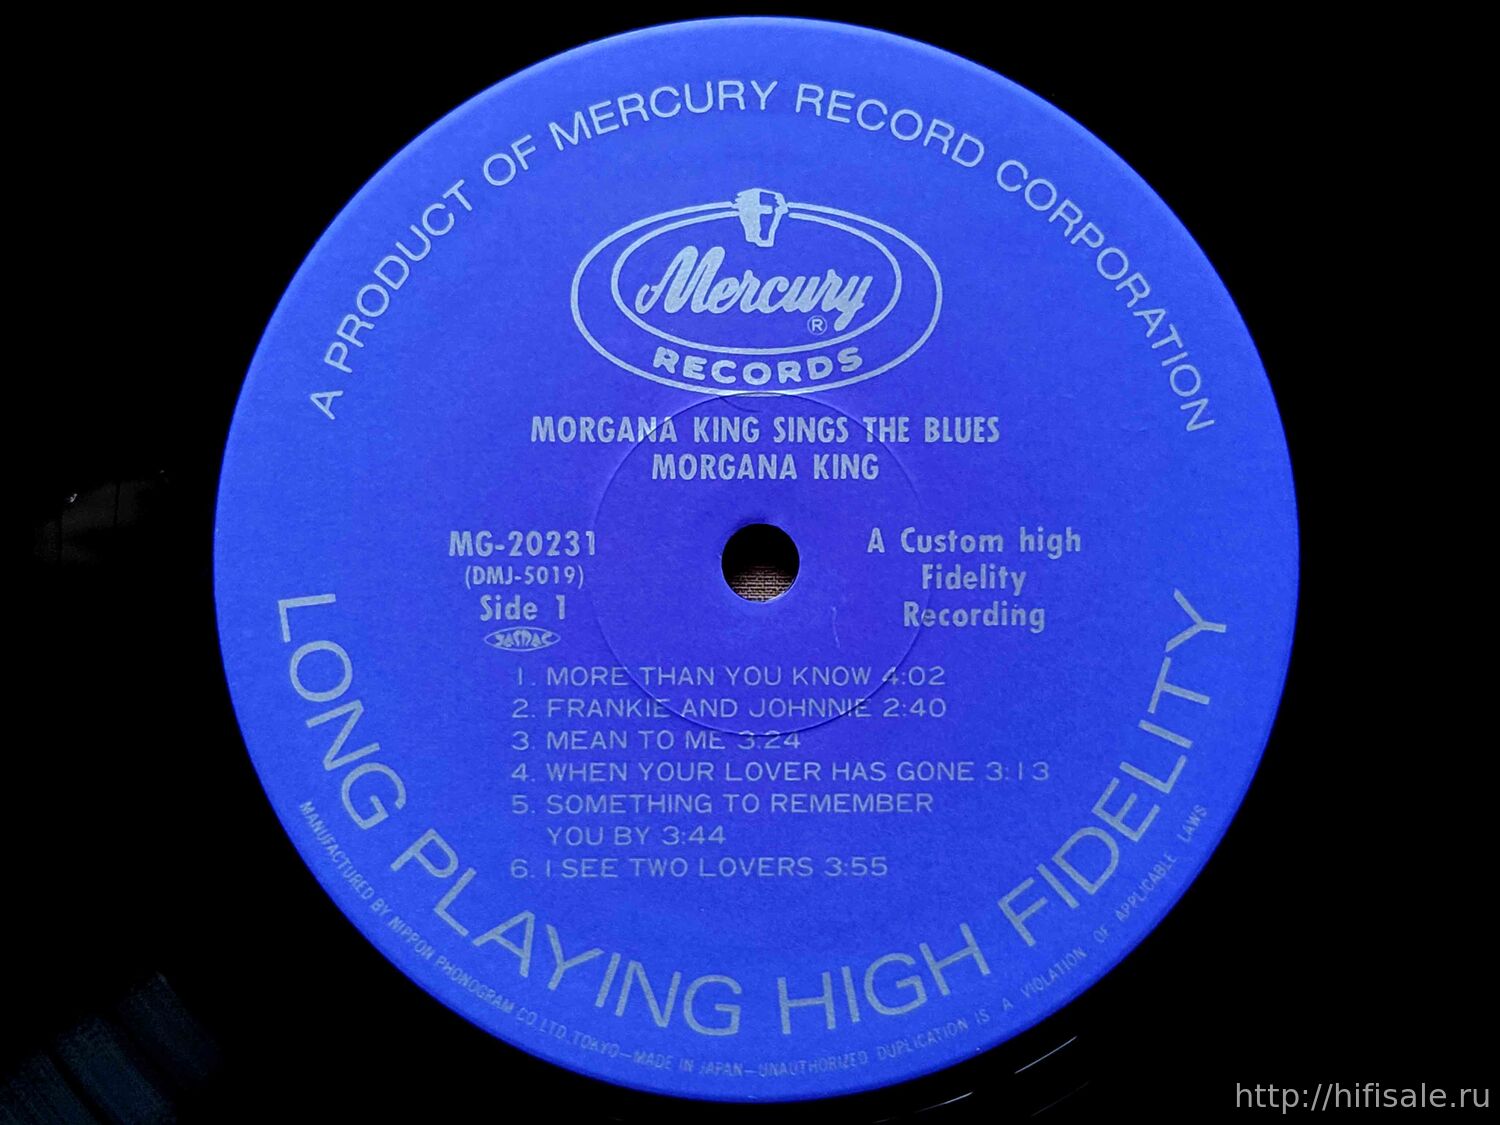 A PRODUCT OF MERCURY RECORD CORPORATION
Mercury ®
RECORDS
MORGANA KING SINGS THE BLUES
MORGANA KING
MG-20231
(DMJ-5019)
Side 1
JASRAC
A Custom high
Fidelity
Recording
1. MORE THAN YOU KNOW 4:02
2. FRANKIE AND JOHNNIE 2:40
3. MEAN TO ME 3:24
4. WHEN YOUR LOVER HAS GONE 3:13
5. SOMETHING TO REMEMBER
YOU BY 3:44
6. I SEE TWO LOVERS 3:55
LONG PLAYING HIGH FIDELITY
MANUFACTURED BY NIPPON PHONOGRAM CO.LTD.TOKYO—MADE IN JAPAN—UNAUTHORIZED DUPLICATION IS A VIOLATION OF APPLICABLE LAWS
http://hifisale.ru